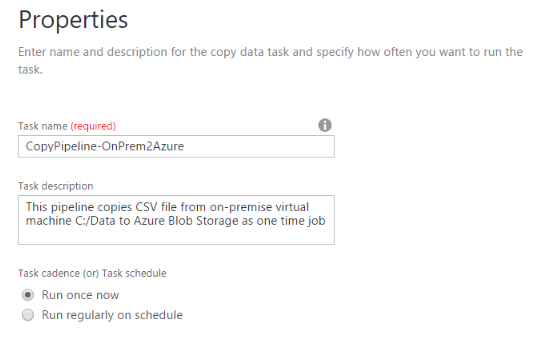 Properties
Enter name and description for the copy data task and specify how often you want to run the
task.
Task name (required)
CopyPipeline-OnPrem2Azure
Task description
This pipeline copies CSV file from on-premise virtual
machine C:/Data to Azure Blob Storage as one time job
Task cadence (or) Task schedule
Run once now
Run regularly on schedule